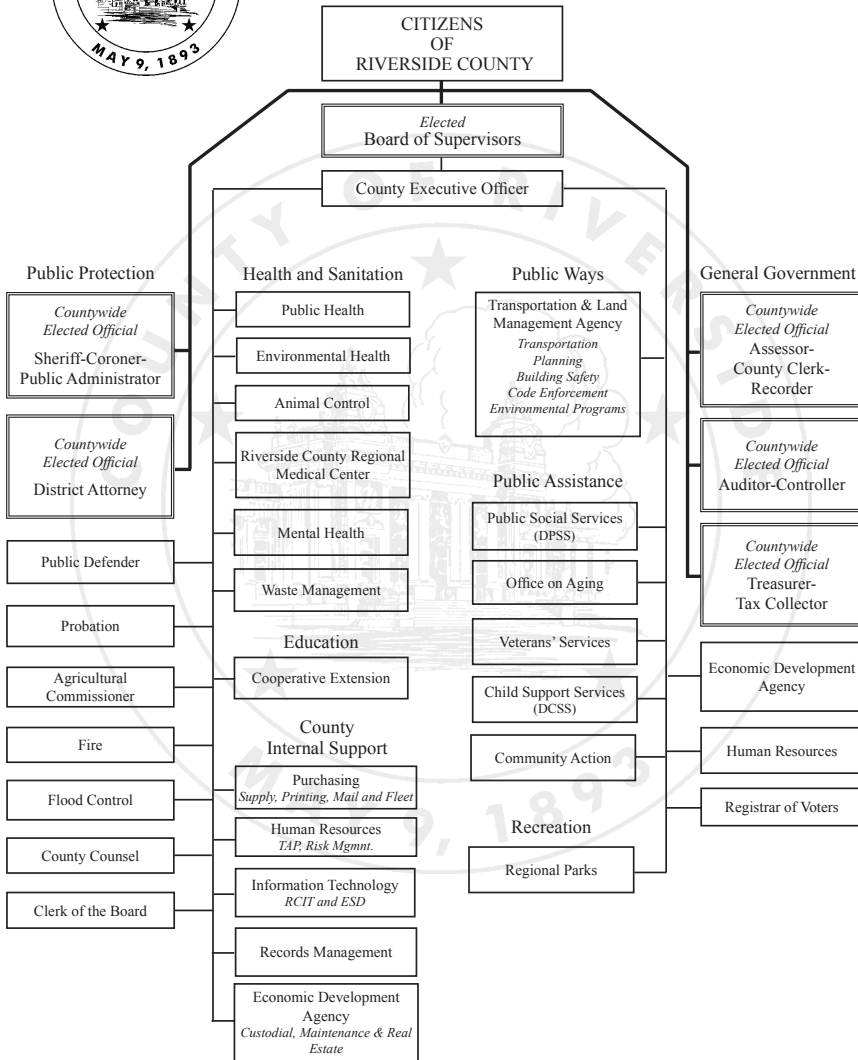 MAY 9, 1893
CITIZENS
OF
RIVERSIDE COUNTY
Elected
Board of Supervisors
County Executive Officer
COUNTY OF RIVERSIDE
MAY 9, 1893
Public Protection
Countywide
Elected Official
Sheriff-Coroner-
Public Administrator
Countywide
Elected Official
District Attorney
Public Defender
Probation
Agricultural
Commissioner
Fire
Flood Control
County Counsel
Clerk of the Board
Health and Sanitation
Public Health
Environmental Health
Animal Control
Riverside County Regional
Medical Center
Mental Health
Waste Management
Education
Cooperative Extension
County
Internal Support
Purchasing
Supply, Printing, Mail and Fleet
Human Resources
TAP, Risk Mgmnt.
Information Technology
RCIT and ESD
Records Management
Economic Development
Agency
Custodial, Maintenance & Real
Estate
Public Ways
Transportation & Land
Management Agency
Transportation
Planning
Building Safety
Code Enforcement
Environmental Programs
Public Assistance
Public Social Services
(DPSS)
Office on Aging
Veterans' Services
Child Support Services
(DCSS)
Community Action
Recreation
Regional Parks
General Government
Countywide
Elected Official
Assessor-
County Clerk-
Recorder
Countywide
Elected Official
Auditor-Controller
Countywide
Elected Official
Treasurer-
Tax Collector
Economic Development
Agency
Human Resources
Registrar of Voters